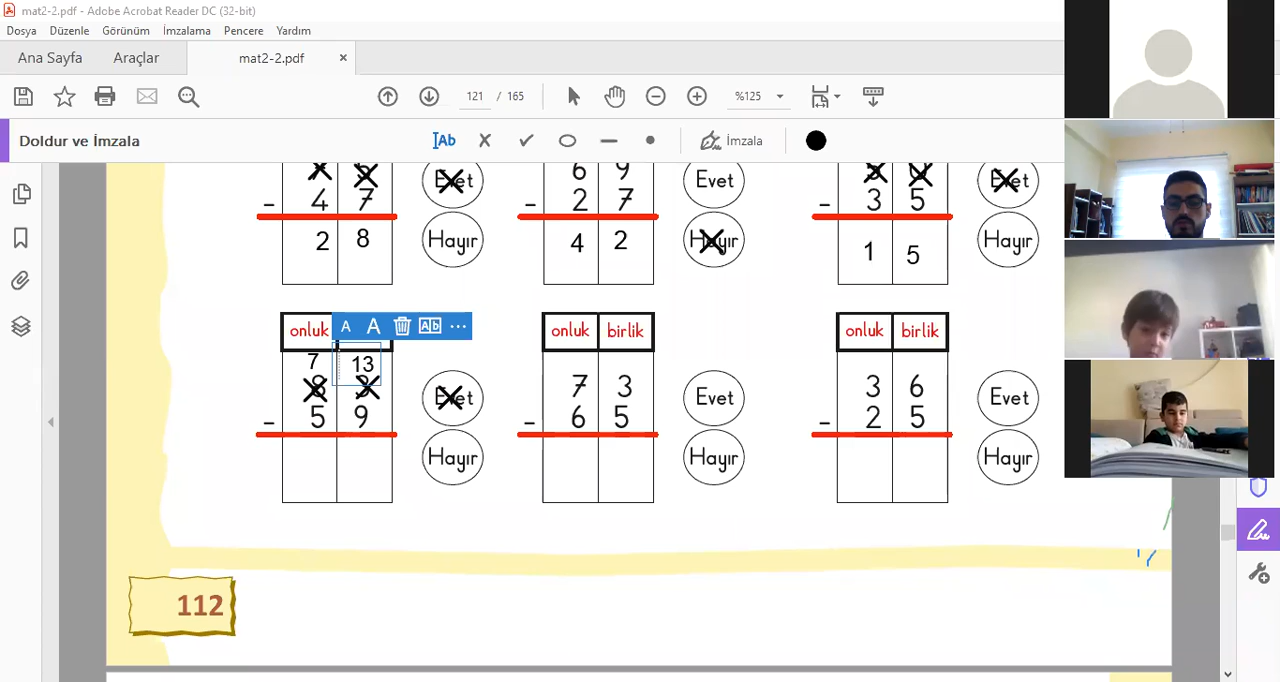 mat2-2.pdf - Adobe Acrobat Reader DC (32-bit)
Dosya Düzenle Görünüm İmzalama Pencere Yardım
Ana Sayfa Araçlar mat2-2.pdf ×
121 / 165 %125
Doldur ve İmzala Ab İmzala
6 9 Evet
- 4 7 Evet - 2 7 - 3 5 Evet
2 8 Hayır 4 2 Hayır 1 5 Hayır
onluk A A Ab ... onluk birlik onluk birlik
7 13
8 3 Evet 7 3 Evet 3 6 Evet
- 5 9 - 6 5 - 2 5
Hayır Hayır Hayır
112